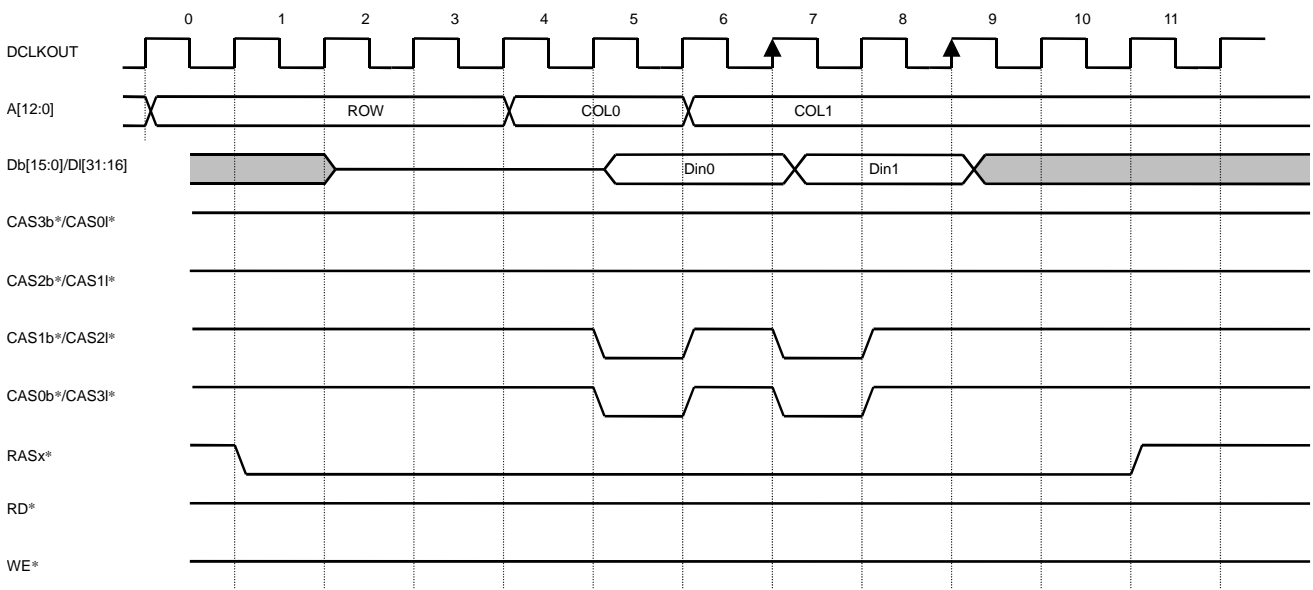 0 1 2 3 4 5 6 7 8 9 10 11
DCLKOUT
A[12:0] ROW COL0 COL1
Db[15:0]/Dl[31:16] Din0 Din1
CAS3b*/CAS0l*
CAS2b*/CAS1l*
CAS1b*/CAS2l*
CAS0b*/CAS3l*
RASx*
RD*
WE*